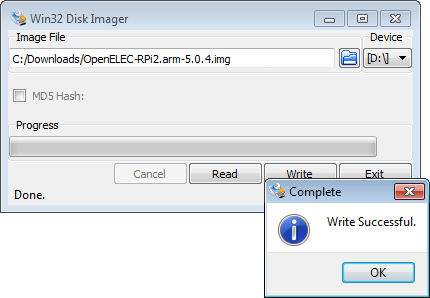 Win32 Disk Imager
Image File
Device
C:/Downloads/OpenELEC-RPi2.arm-5.0.4.img
[D:\]
MD5 Hash:
Progress
Cancel
Read
Write
Exit
Done.
Complete
Write Successful.
OK